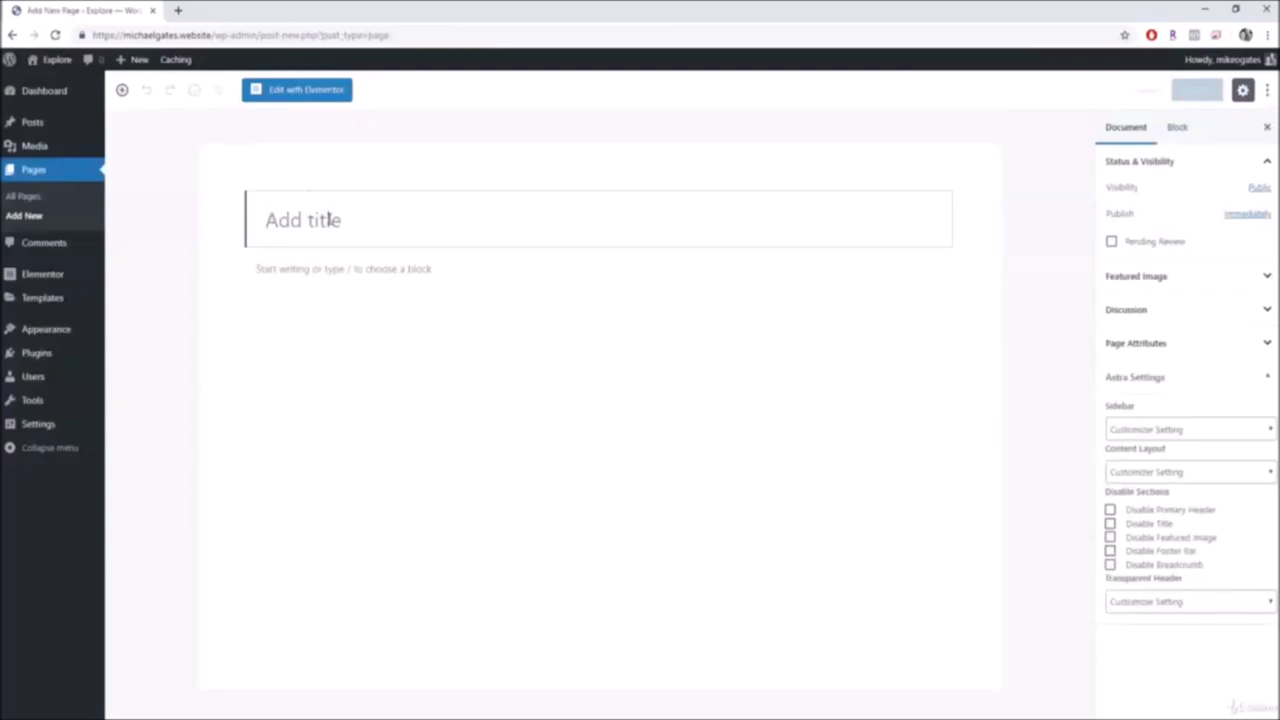 Add New Page ‹ Explore — Wor
https://michaelgates.website/wp-admin/post-new.php?post_type=page
Explore
0
New
Caching
Howdy, mikeogates
Dashboard
Posts
Media
Pages
All Pages
Add New
Comments
Elementor
Templates
Appearance
Plugins
Users
Tools
Settings
Collapse menu
Edit with Elementor
Add title
Start writing or type / to choose a block
Document
Block
Status & Visibility
Visibility
Public
Publish
Immediately
Pending Review
Featured Image
Discussion
Page Attributes
Astra Settings
Sidebar
Customizer Setting
Content Layout
Customizer Setting
Disable Sections
Disable Primary Header
Disable Title
Disable Featured Image
Disable Footer Bar
Disable Breadcrumb
Transparent Header
Customizer Setting